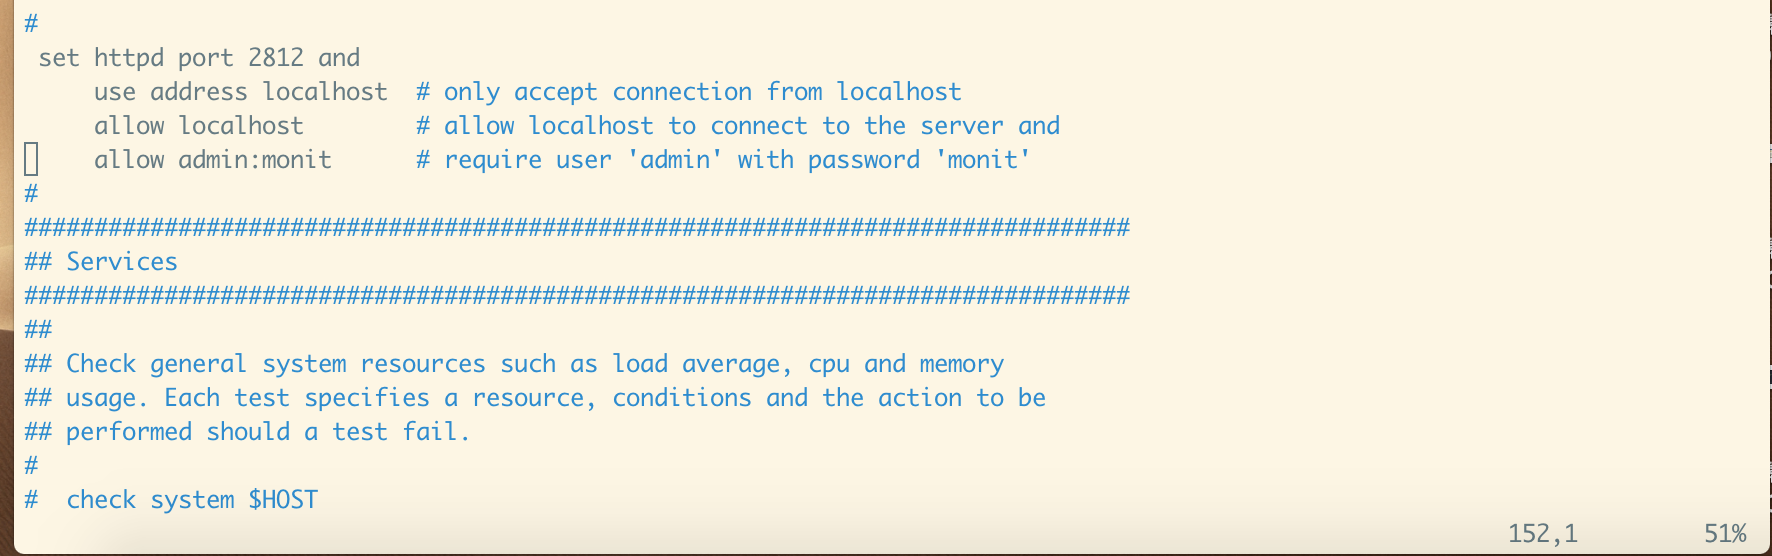 #
 set httpd port 2812 and
     use address localhost  # only accept connection from localhost
     allow localhost        # allow localhost to connect to the server and
     allow admin:monit      # require user 'admin' with password 'monit'
#
###############################################################################
## Services
###############################################################################
##
## Check general system resources such as load average, cpu and memory
## usage. Each test specifies a resource, conditions and the action to be
## performed should a test fail.
#
#  check system $HOST
152,1         51%